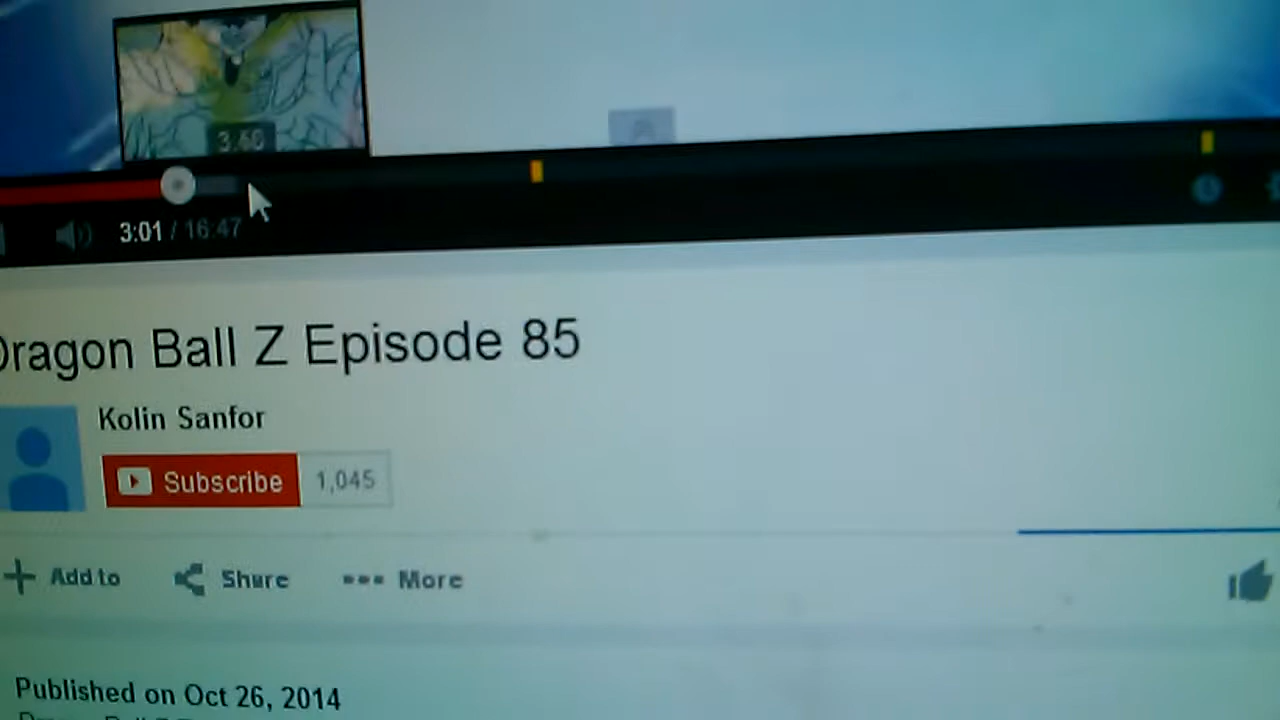 3:01 / 16:47
Dragon Ball Z Episode 85
Kolin Sanfor
Subscribe 1,045
Add to Share More
Published on Oct 26, 2014